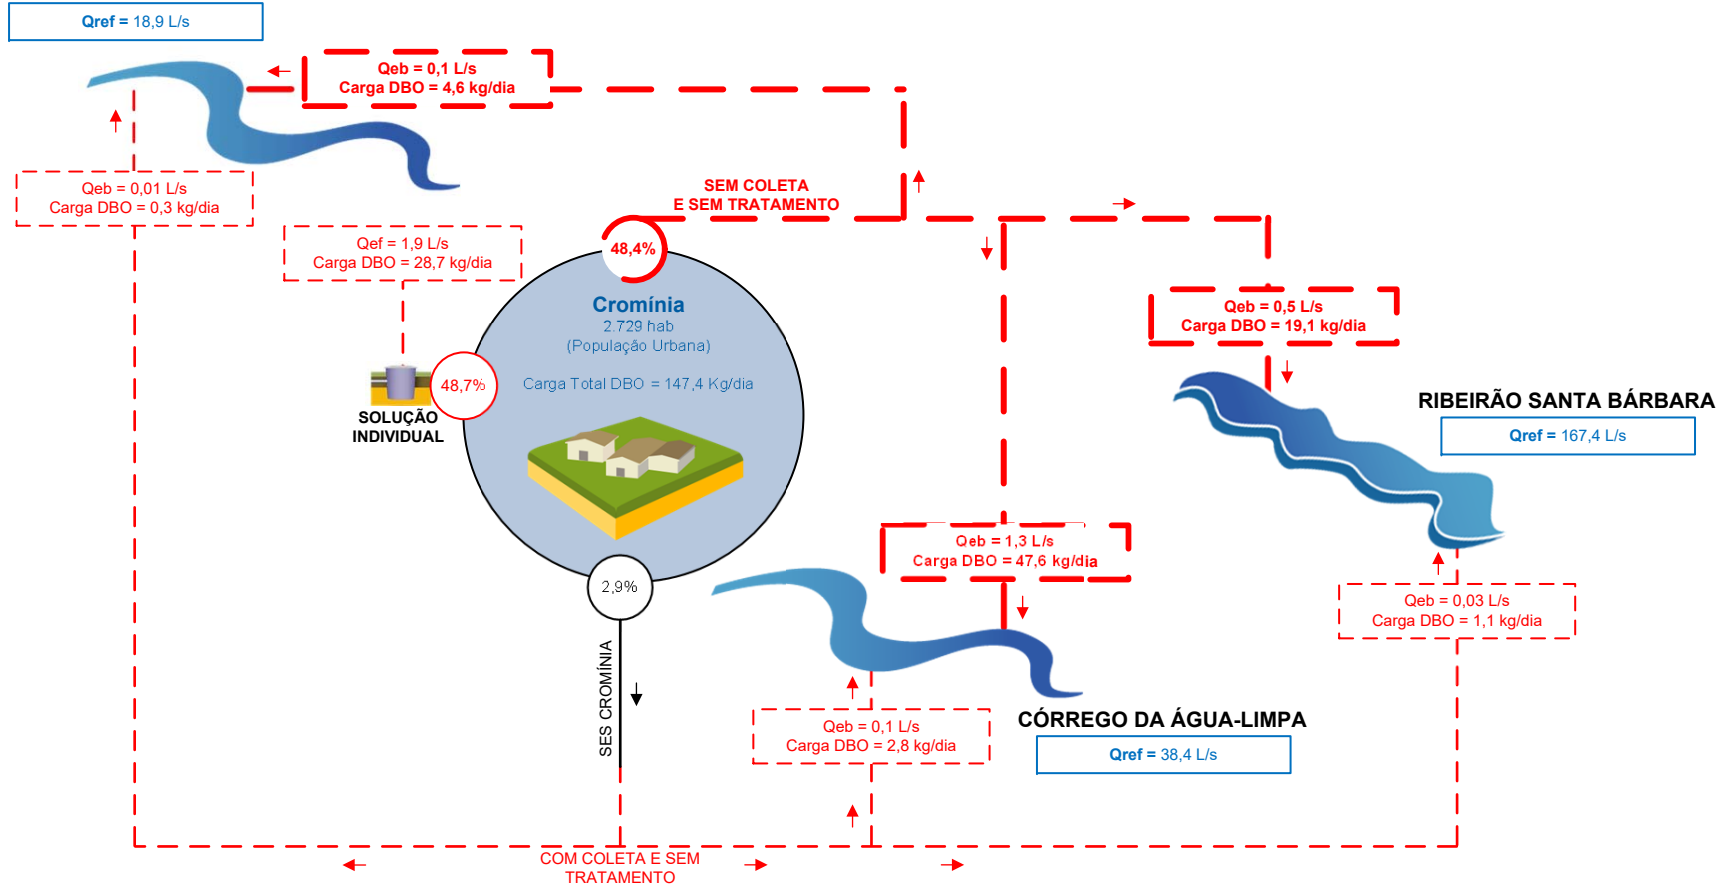 Qref = 18,9 L/s
Qeb = 0,1 L/s
Carga DBO = 4,6 kg/dia
Qeb = 0,01 L/s
Carga DBO = 0,3 kg/dia
SEM COLETA
E SEM TRATAMENTO
Qef = 1,9 L/s
Carga DBO = 28,7 kg/dia
48,4%
Cromínia
2.729 hab
(População Urbana)
Carga Total DBO = 147,4 Kg/dia
48,7%
SOLUÇÃO
INDIVIDUAL
Qeb = 0,5 L/s
Carga DBO = 19,1 kg/dia
RIBEIRÃO SANTA BÁRBARA
Qref = 167,4 L/s
Qeb = 1,3 L/s
Carga DBO = 47,6 kg/dia
2,9%
SES CROMÍNIA
Qeb = 0,03 L/s
Carga DBO = 1,1 kg/dia
Qeb = 0,1 L/s
Carga DBO = 2,8 kg/dia
CÓRREGO DA ÁGUA-LIMPA
Qref = 38,4 L/s
COM COLETA E SEM
TRATAMENTO